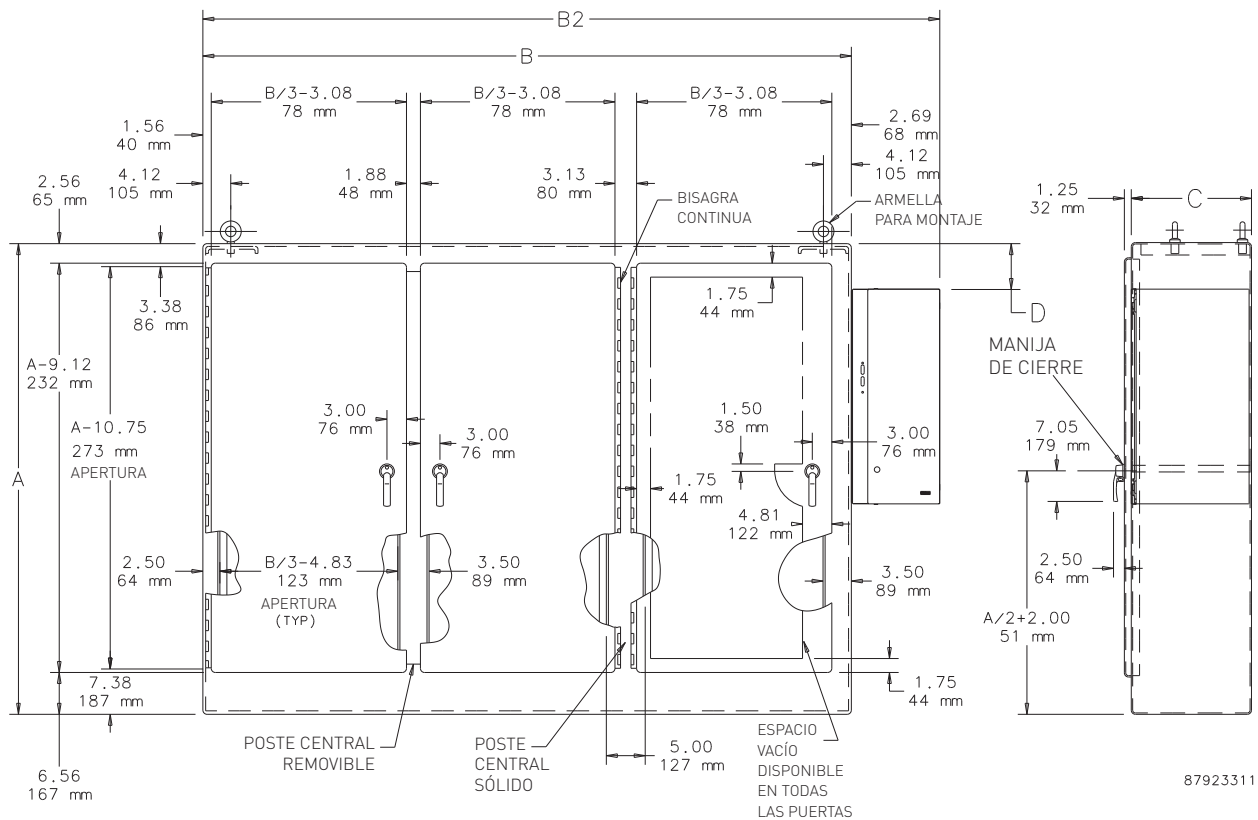 B2
B
B/3-3.08
78 mm
B/3-3.08
78 mm
B/3-3.08
78 mm
1.56
40 mm
2.69
68 mm
4.12
105 mm
1.88
48 mm
3.13
80 mm
4.12
105 mm
2.56
65 mm
BISAGRA
CONTINUA
ARMELLA
PARA MONTAJE
1.25
32 mm
C
3.38
86 mm
1.75
44 mm
D
MANIJA
DE CIERRE
A-9.12
232 mm
A-10.75
273 mm
APERTURA
3.00
76 mm
3.00
76 mm
1.50
38 mm
3.00
76 mm
7.05
179 mm
A
1.75
44 mm
4.81
122 mm
2.50
64 mm
B/3-4.83
123 mm
APERTURA
(TYP)
3.50
89 mm
3.50
89 mm
2.50
64 mm
A/2+2.00
51 mm
7.38
187 mm
1.75
44 mm
6.56
167 mm
POSTE CENTRAL
REMOVIBLE
POSTE
CENTRAL
SÓLIDO
5.00
127 mm
ESPACIO
VACÍO
DISPONIBLE
EN TODAS
LAS PUERTAS
87923311